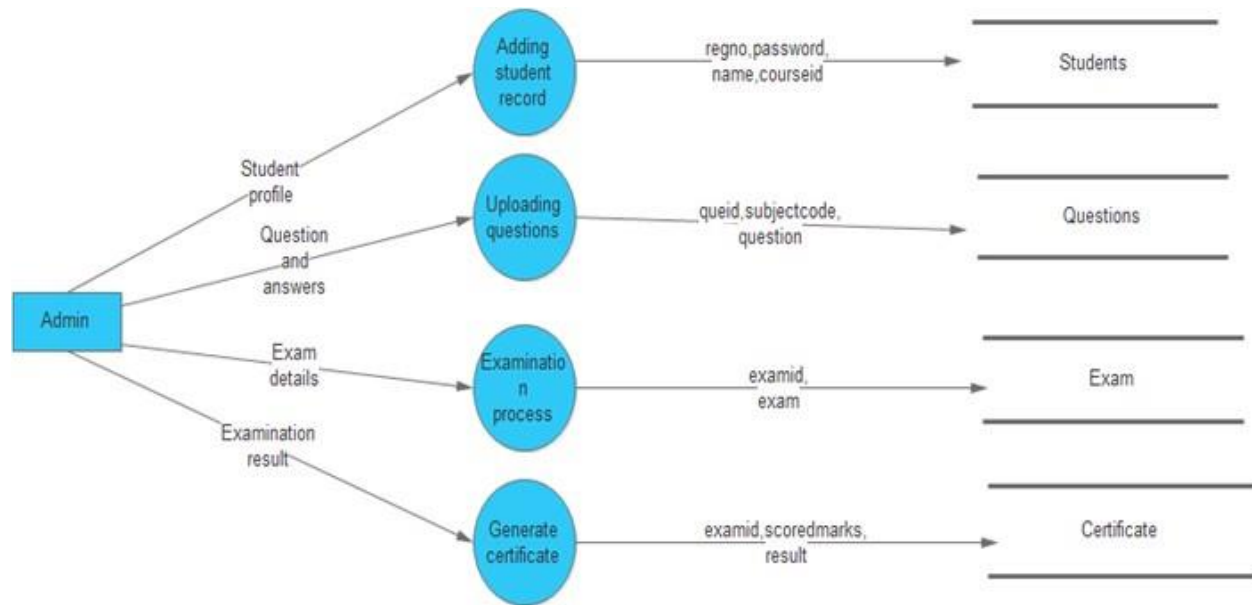 Adding
student
record
regno,password,
name,courseid
Students
Student
profile
Uploading
questions
queid,subjectcode,
question
Questions
Question
and
answers
Admin
Exam
details
Examinatio
n
process
examid,
exam
Exam
Examination
result
Generate
certificate
examid,scoredmarks,
result
Certificate